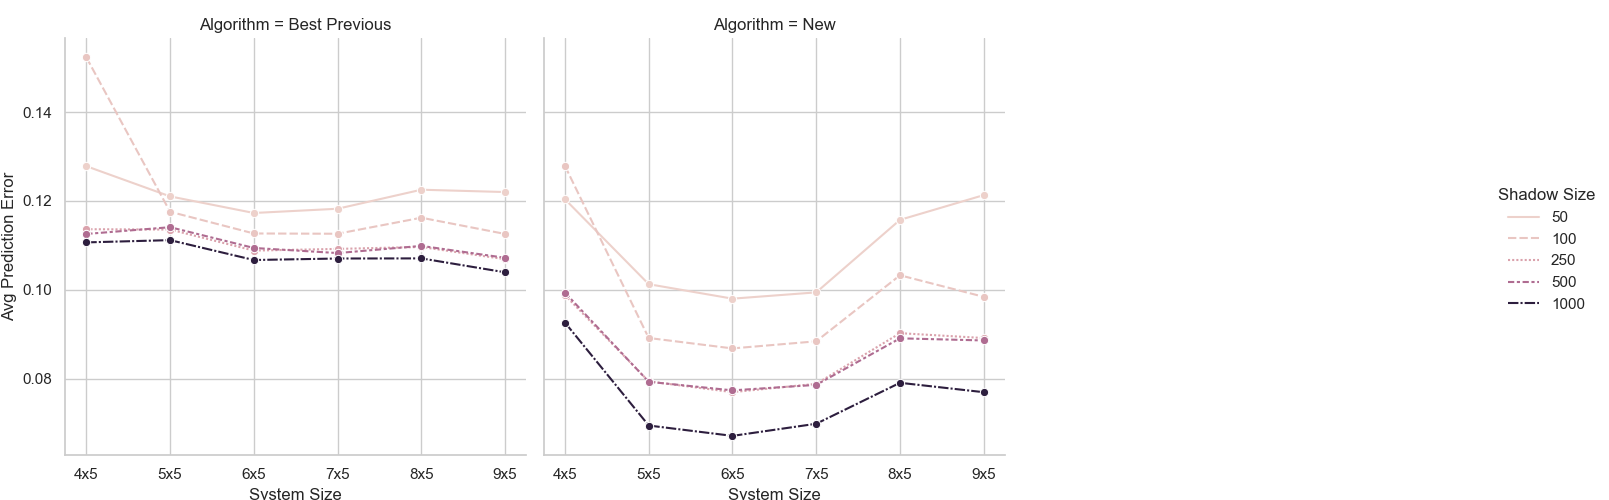 Algorithm = Best Previous
Algorithm = New
Avg Prediction Error
0.14
0.12
0.10
0.08
4x5 5x5 6x5 7x5 8x5 9x5
System Size
4x5 5x5 6x5 7x5 8x5 9x5
System Size
Shadow Size
50
100
250
500
1000